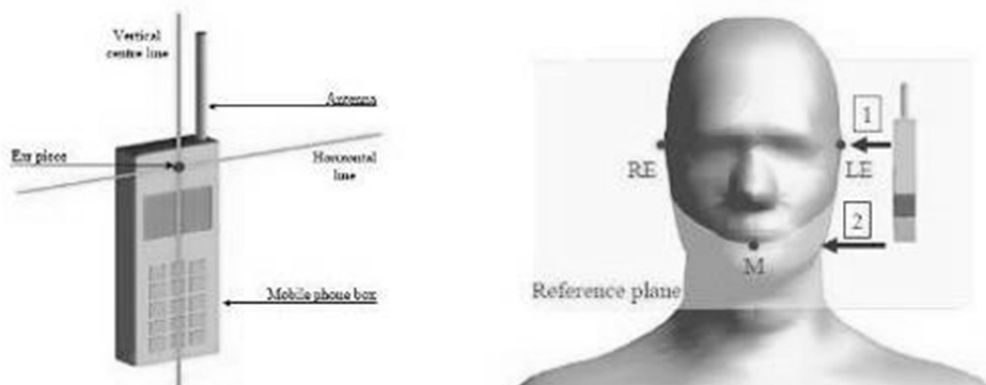 Vertical
centre line
Antenna
Ear piece
Horizontal
line
Mobile phone box
1
RE
LE
2
M
Reference plane